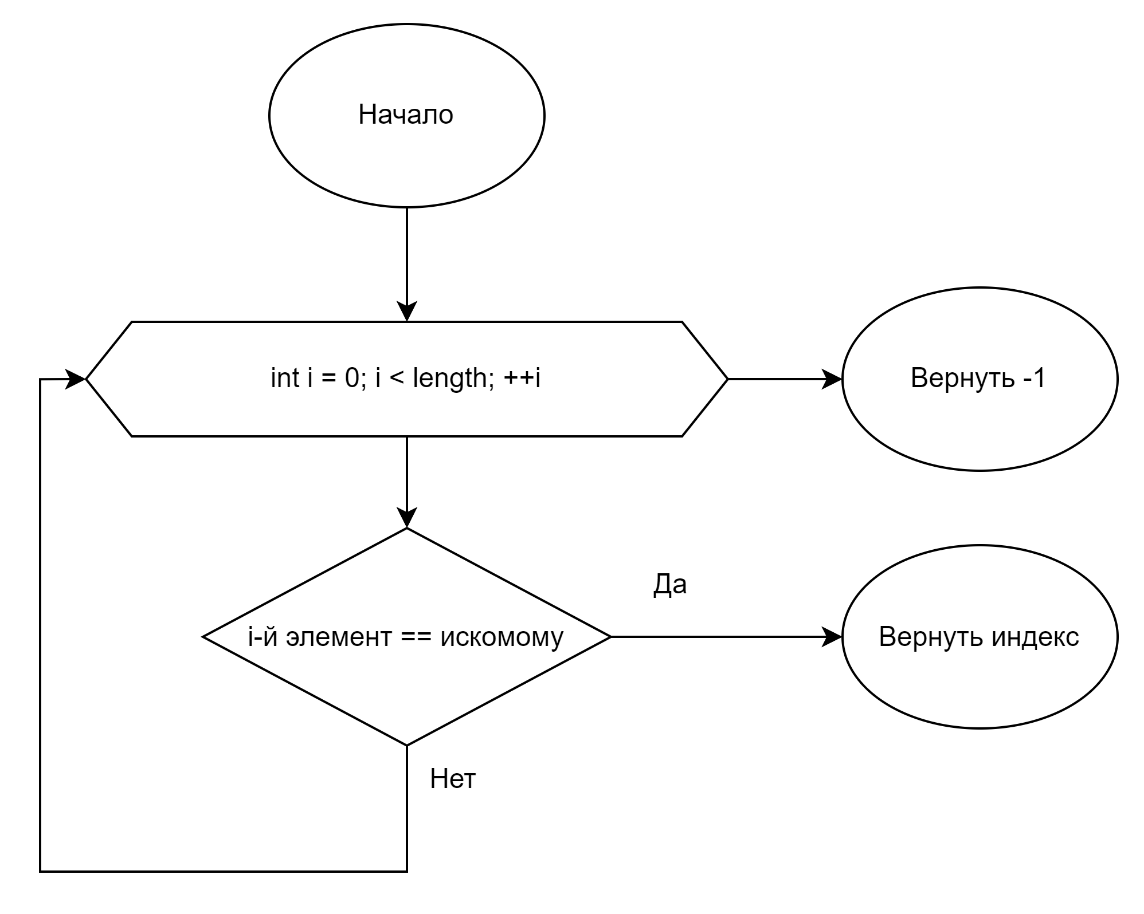 Начало
int i = 0; i < length; ++i
Вернуть -1
Да
i-й элемент == искомому
Вернуть индекс
Нет